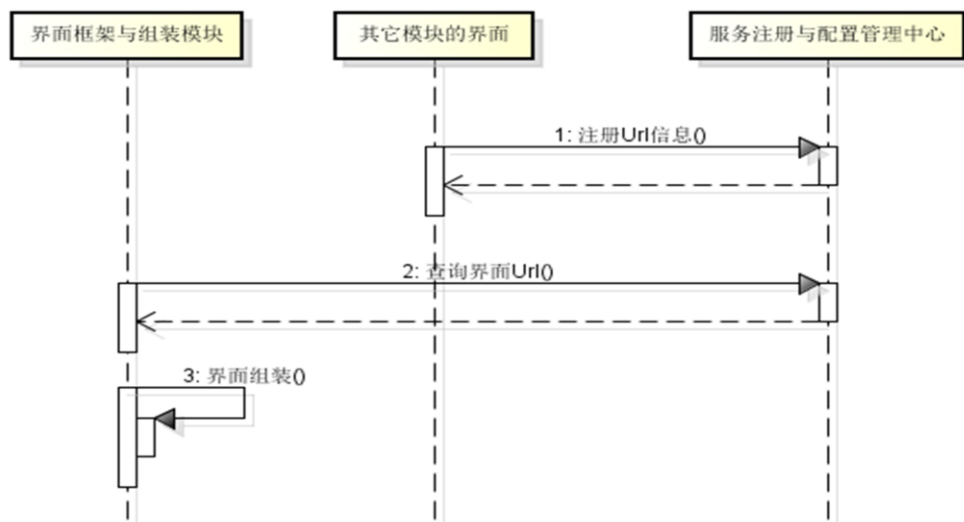 界面框架与组装模块
其它模块的界面
服务注册与配置管理中心
1: 注册Url信息()
2: 查询界面Url()
3: 界面组装()